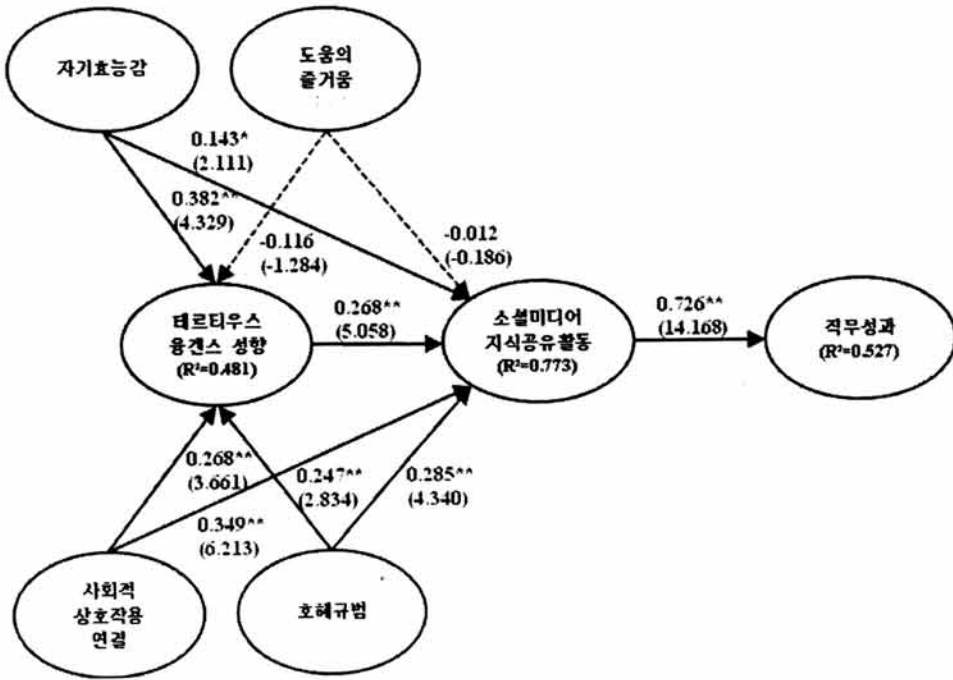 자기효능감
도움의
줄거움
0.143*
(2.111)
0.382**
(4.329)
-0.116
(-1.284)
-0.012
(-0.186)
테르티우스
융겐스 성향
(R²=0.481)
0.268**
(5.058)
소셜미디어
지식공유활동
(R²=0.773)
0.726**
(14.168)
직무성과
(R²=0.527)
0.268**
(3.661)
0.247**
(2.834)
0.285**
(4.340)
0.349**
(6.213)
사회적
상호작용
연결
호혜규범